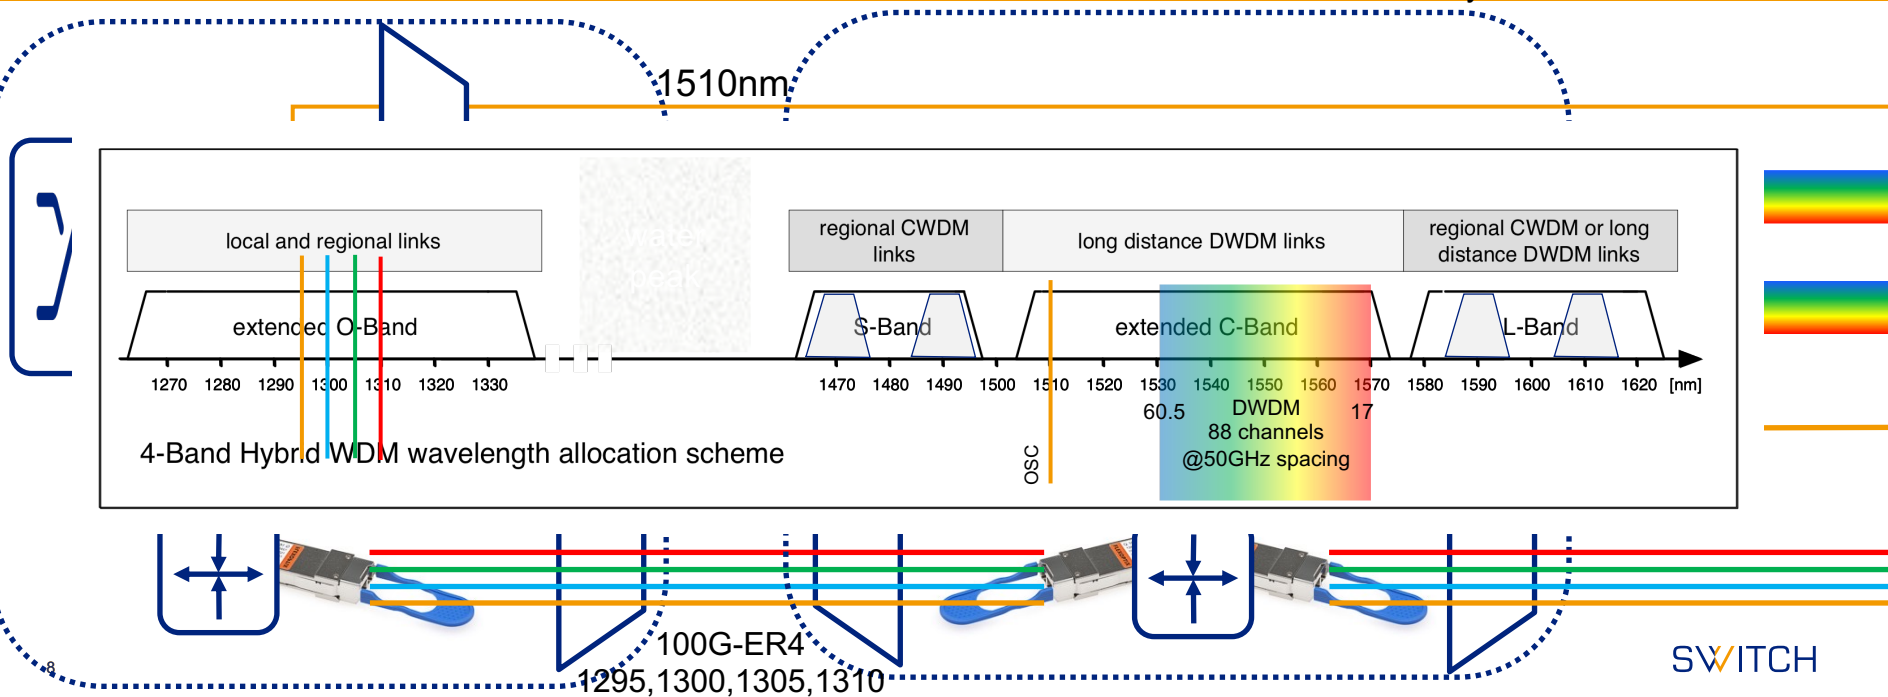 1510nm
local and regional links
water
peak
regional CWDM
links
long distance DWDM links
regional CWDM or long
distance DWDM links
extended O-Band
S-Band
extended C-Band
L-Band
1270 1280 1290 1300 1310 1320 1330
1470 1480 1490 1500 1510 1520 1530 1540 1550 1560 1570 1580 1590 1600 1610 1620 [nm]
60.5
DWDM
17
88 channels
@50GHz spacing
OSC
4-Band Hybrid WDM wavelength allocation scheme
100G-ER4
1295,1300,1305,1310
8
SWITCH